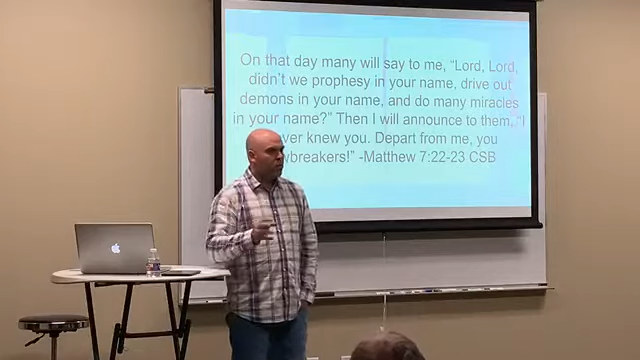 On that day many will say to me, “Lord, Lord,
didn’t we prophesy in your name, drive out
demons in your name, and do many miracles
in your name?” Then I will announce to them, “I
ever knew you. Depart from me, you
wbreakers!” -Matthew 7:22-23 CSB